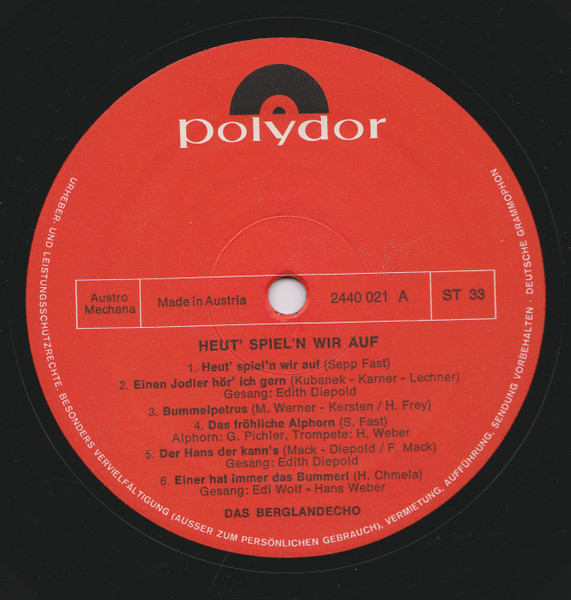 polydor
Austro
Mechana
Made in Austria
2440 021 A
ST 33
HEUT' SPIEL'N WIR AUF
1. Heut' spiel'n wir auf (Sepp Fast)
2. Einen Jodler hör' ich gern (Kubanek - Karner - Lechner)
Gesang: Edith Diepold
3. Bummelpetrus (M. Werner - Kersten / H. Frey)
4. Das fröhliche Alphorn (S. Fast)
Alphorn: G. Pichler, Trompete: H. Weber
5. Der Hans der kann's (Mack - Diepold / F. Mack)
Gesang: Edith Diepold
6. Einer hat immer das Bummerl (H. Chmela)
Gesang: Edi Wolf - Hans Weber
DAS BERGLANDECHO
URHEBER- UND LEISTUNGSSCHUTZRECHTE. BESONDERS VERVIELFÄLTIGUNG (AUSSER ZUM PERSÖNLICHEN GEBRAUCH), VERMIETUNG, AUFFÜHRUNG, SENDUNG VORBEHALTEN · DEUTSCHE GRAMMOPHON